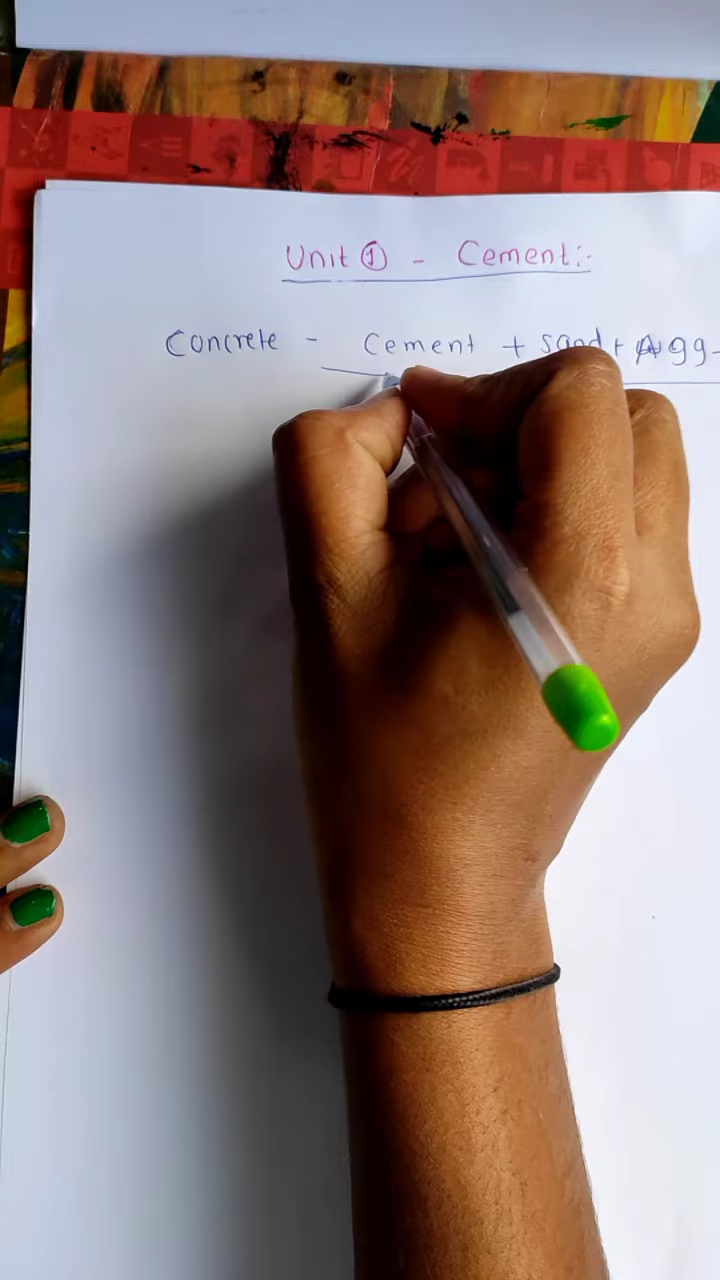 Unit ① - Cement:-
Concrete - Cement + Sand + Agg-